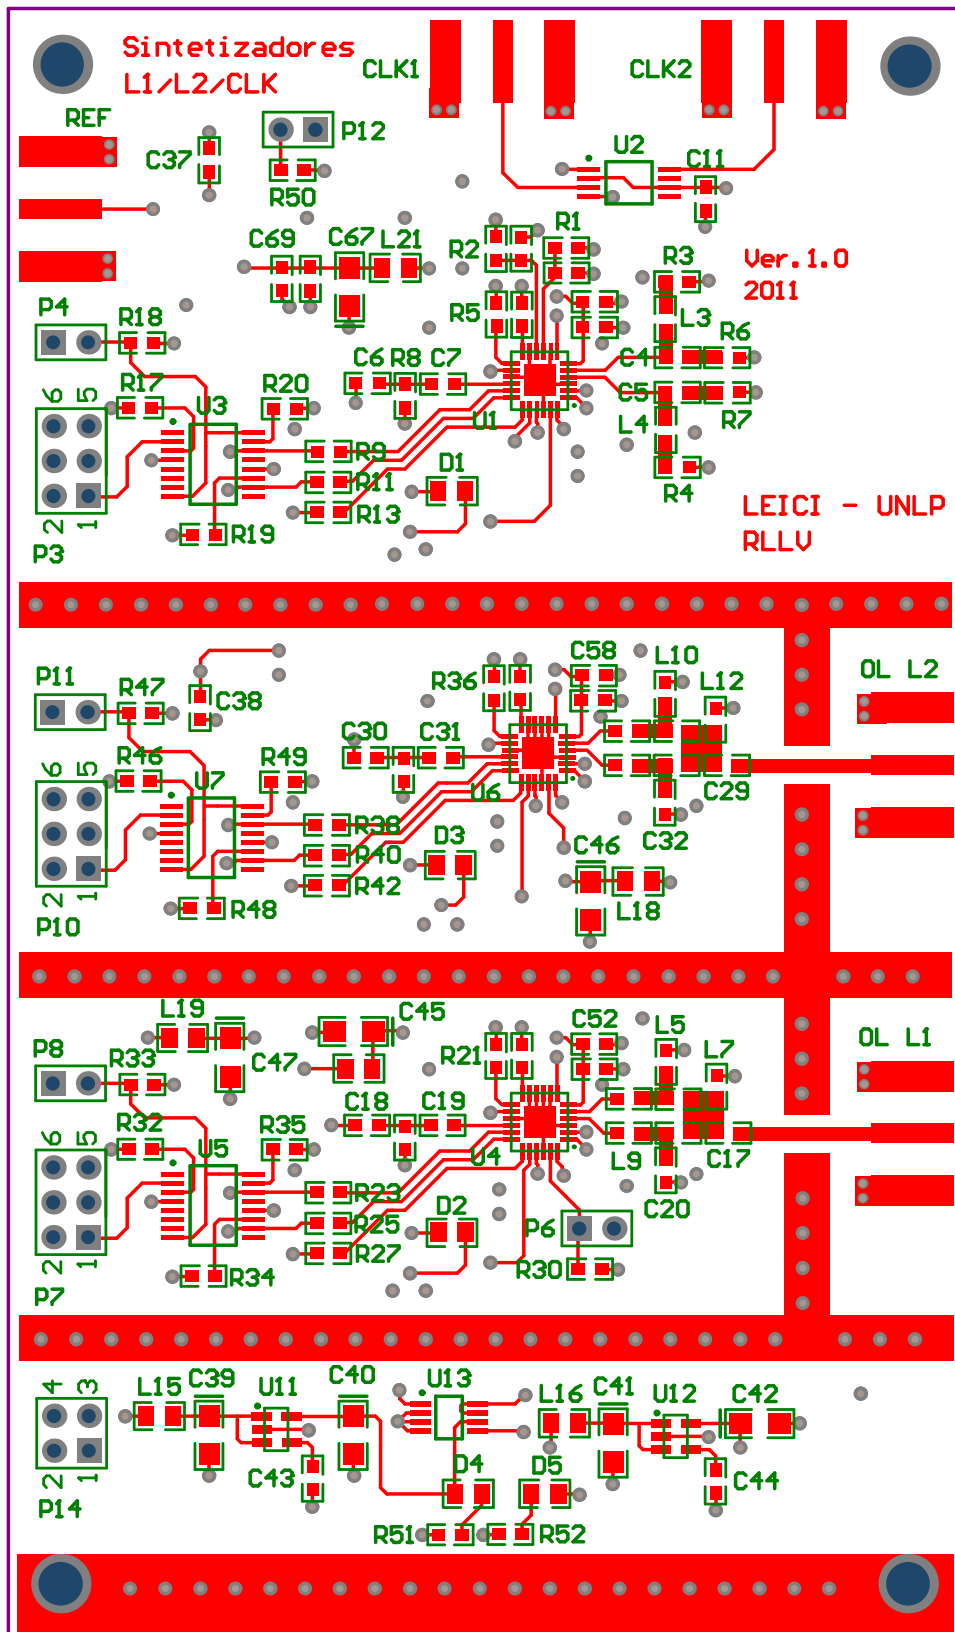 Sintetizadores
L1/L2/CLK
CLK1
CLK2
REF
P12
C37
R50
U2
C11
C69
C67
L21
R2
R1
R3
Ver.1.0
2011
P4
R18
R5
L3
R6
C6
R8
C7
C4
R17
U3
R20
C5
R7
6
5
U1
L4
R9
D1
R11
R4
R13
LEICI - UNLP
RLLV
2
1
R19
P3
P11
R47
C38
R36
C58
L10
L12
OL L2
C30
C31
R46
U7
R49
6
5
U6
C29
R38
D3
C32
R40
C46
R42
L18
2
1
R48
P10
L19
C45
C52
L5
OL L1
P8
R33
C47
R21
L7
C18
C19
R32
U5
R35
6
5
U4
L9
C17
R23
D2
C20
R25
P6
R27
R30
2
1
R34
P7
4
3
L15
C39
U11
C40
U13
L16
C41
U12
C42
C43
D4
D5
C44
2
1
P14
R51
R52